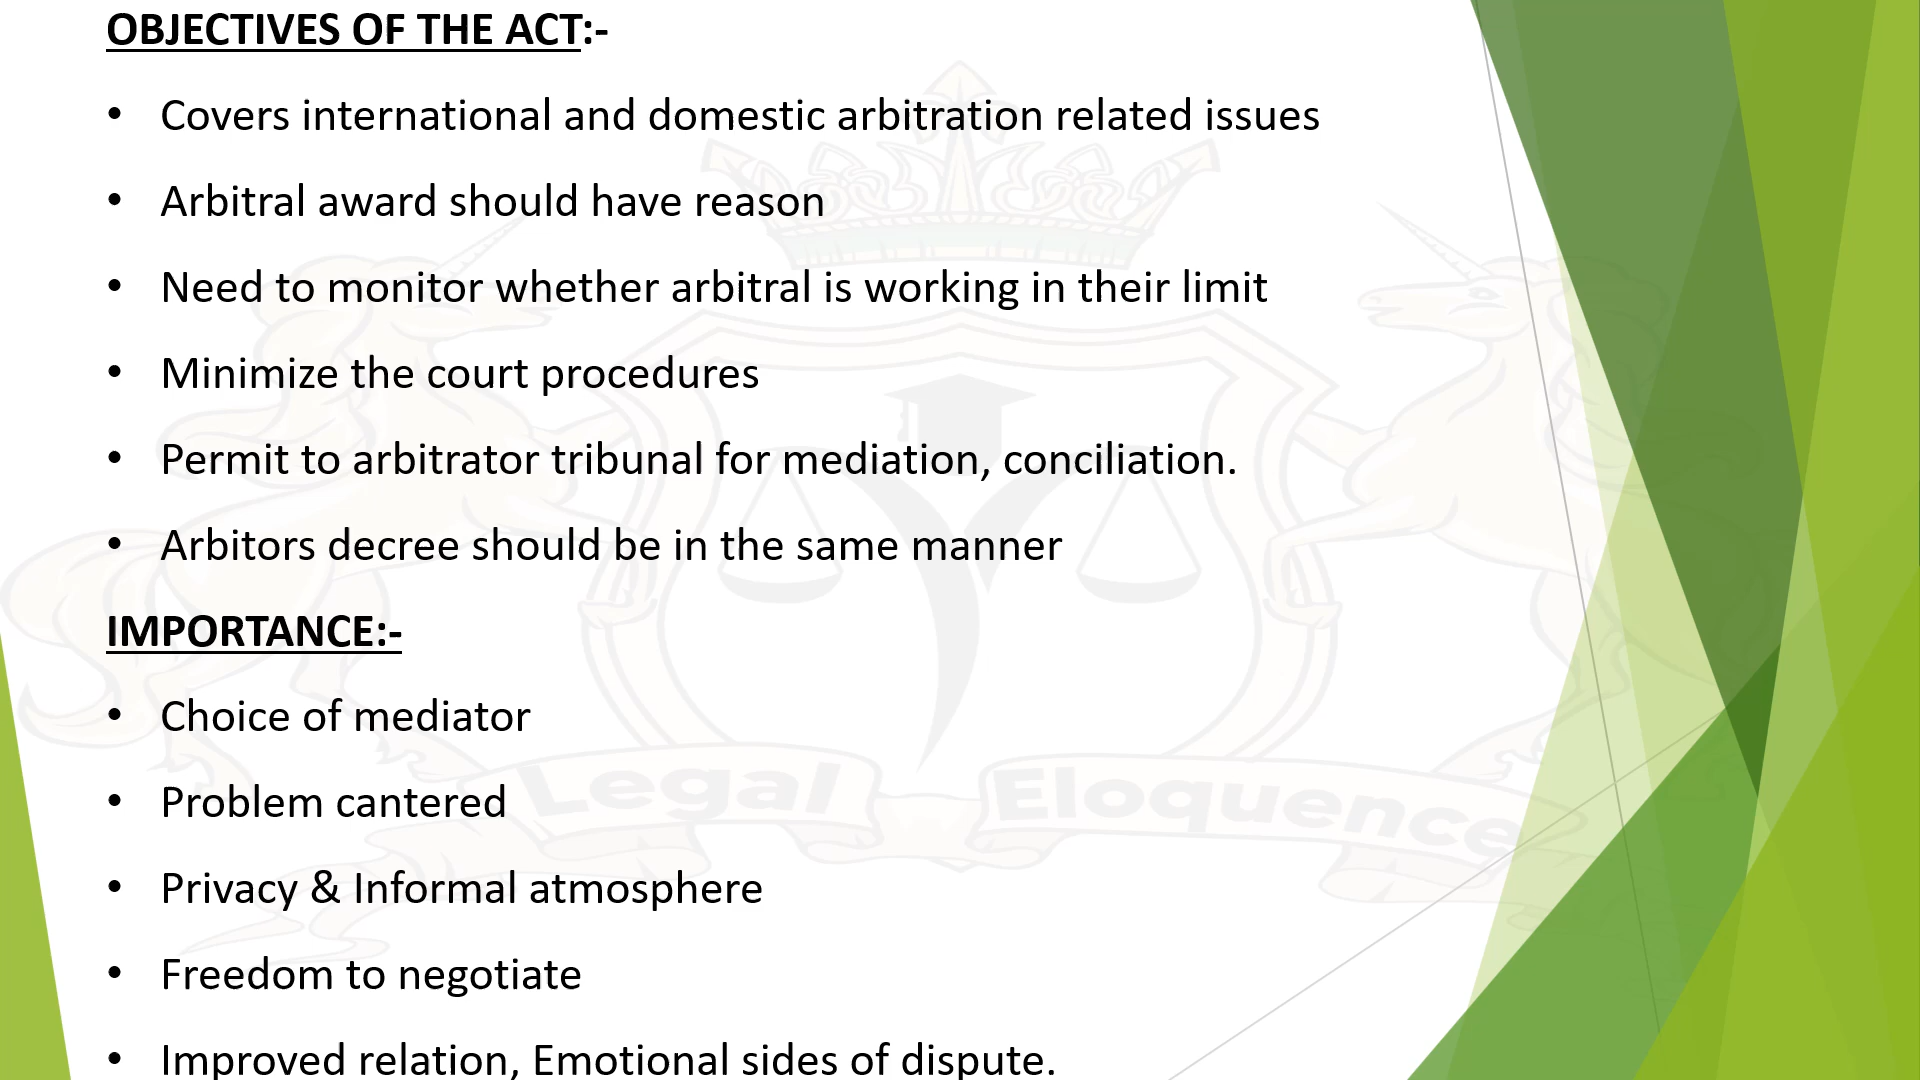 OBJECTIVES OF THE ACT:-
• Covers international and domestic arbitration related issues
• Arbitral award should have reason
• Need to monitor whether arbitral is working in their limit
• Minimize the court procedures
• Permit to arbitrator tribunal for mediation, conciliation.
• Arbitors decree should be in the same manner
IMPORTANCE:-
• Choice of mediator
• Problem cantered
• Privacy & Informal atmosphere
• Freedom to negotiate
• Improved relation, Emotional sides of dispute.
Legal Eloquence